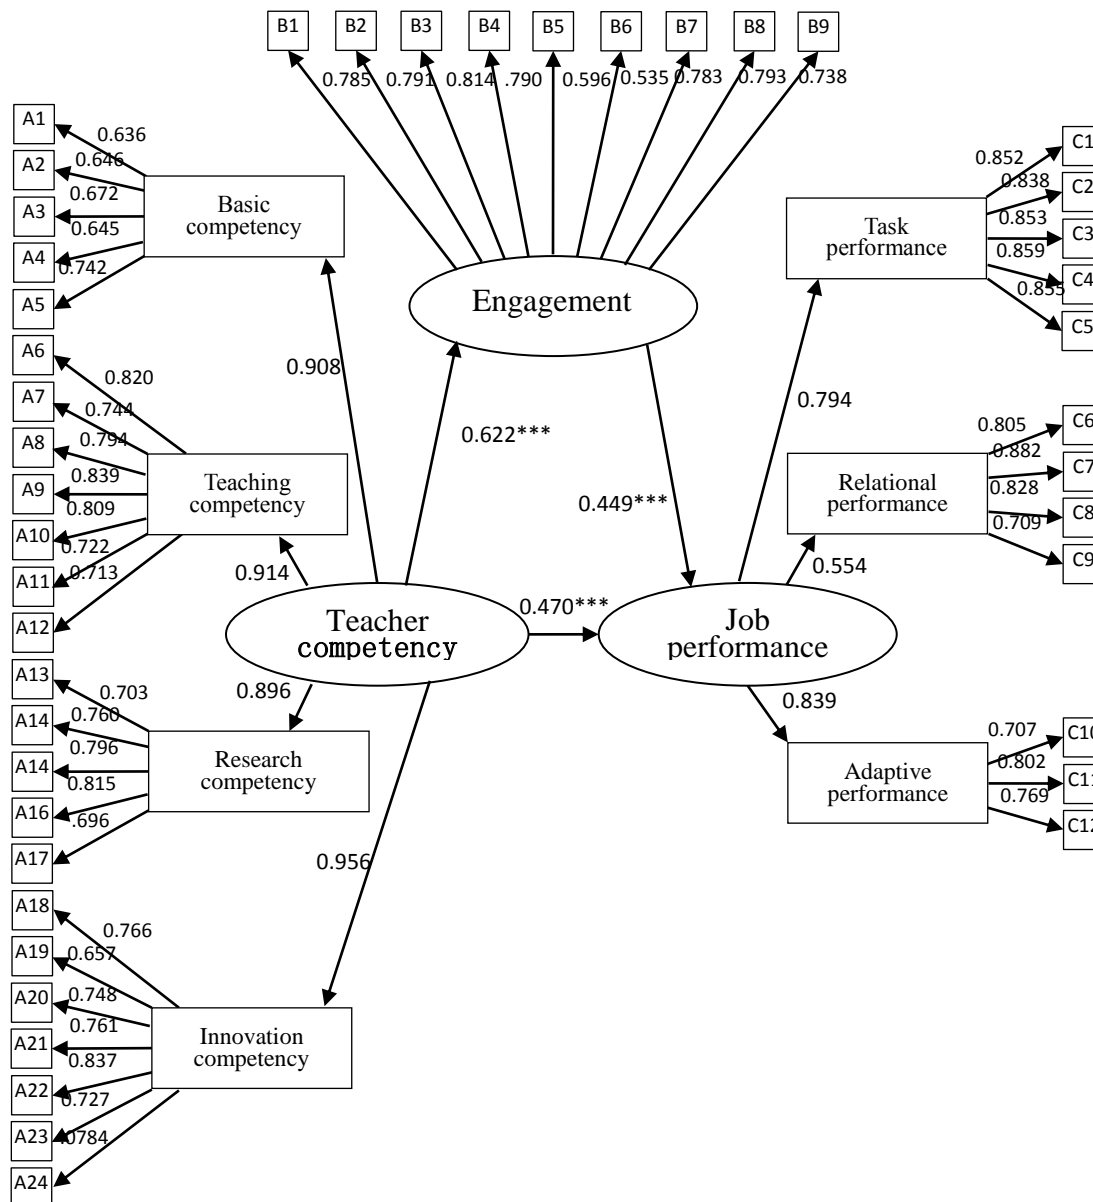 B1 B2 B3 B4 B5 B6 B7 B8 B9
0.785 0.791 0.814 .790 0.596 0.535 0.783 0.793 0.738
A1
0.636
A2
0.646
0.672
A3
0.645
A4
0.742
A5
Basic
competency
Engagement
C1
0.852
C2
0.838
0.853
C3
0.859
C4
0.855
C5
Task
performance
A6
0.820
A7
0.744
A8
0.794
A9
0.839
0.809
A10
0.722
A11
0.713
A12
Teaching
competency
0.908
0.622***
0.449***
0.794
C6
0.805
0.882
C7
0.828
C8
0.709
C9
Relational
performance
0.914
0.554
Teacher
competency
0.470***
Job
performance
0.896
0.839
A13
0.703
A14
0.760
0.796
A14
0.815
A16
.696
A17
Research
competency
0.956
C10
0.707
0.802
C11
0.769
C12
Adaptive
performance
A18
0.766
A19
0.657
0.748
A20
0.761
A21
0.837
A22
0.727
A23
0784
A24
Innovation
competency